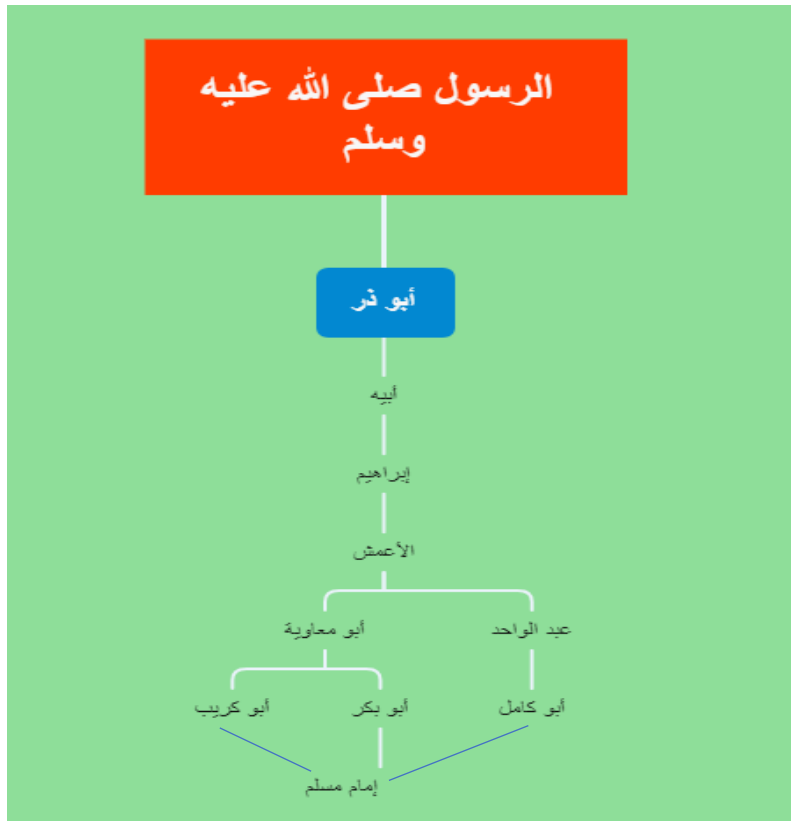 الرسول صلى الله عليه
وسلم
أبو ذر
أبيه
إبراهيم
الأعمش
عبد الواحد
أبو معاوية
أبو كامل
أبو بكر
أبو كريب
إمام مسلم